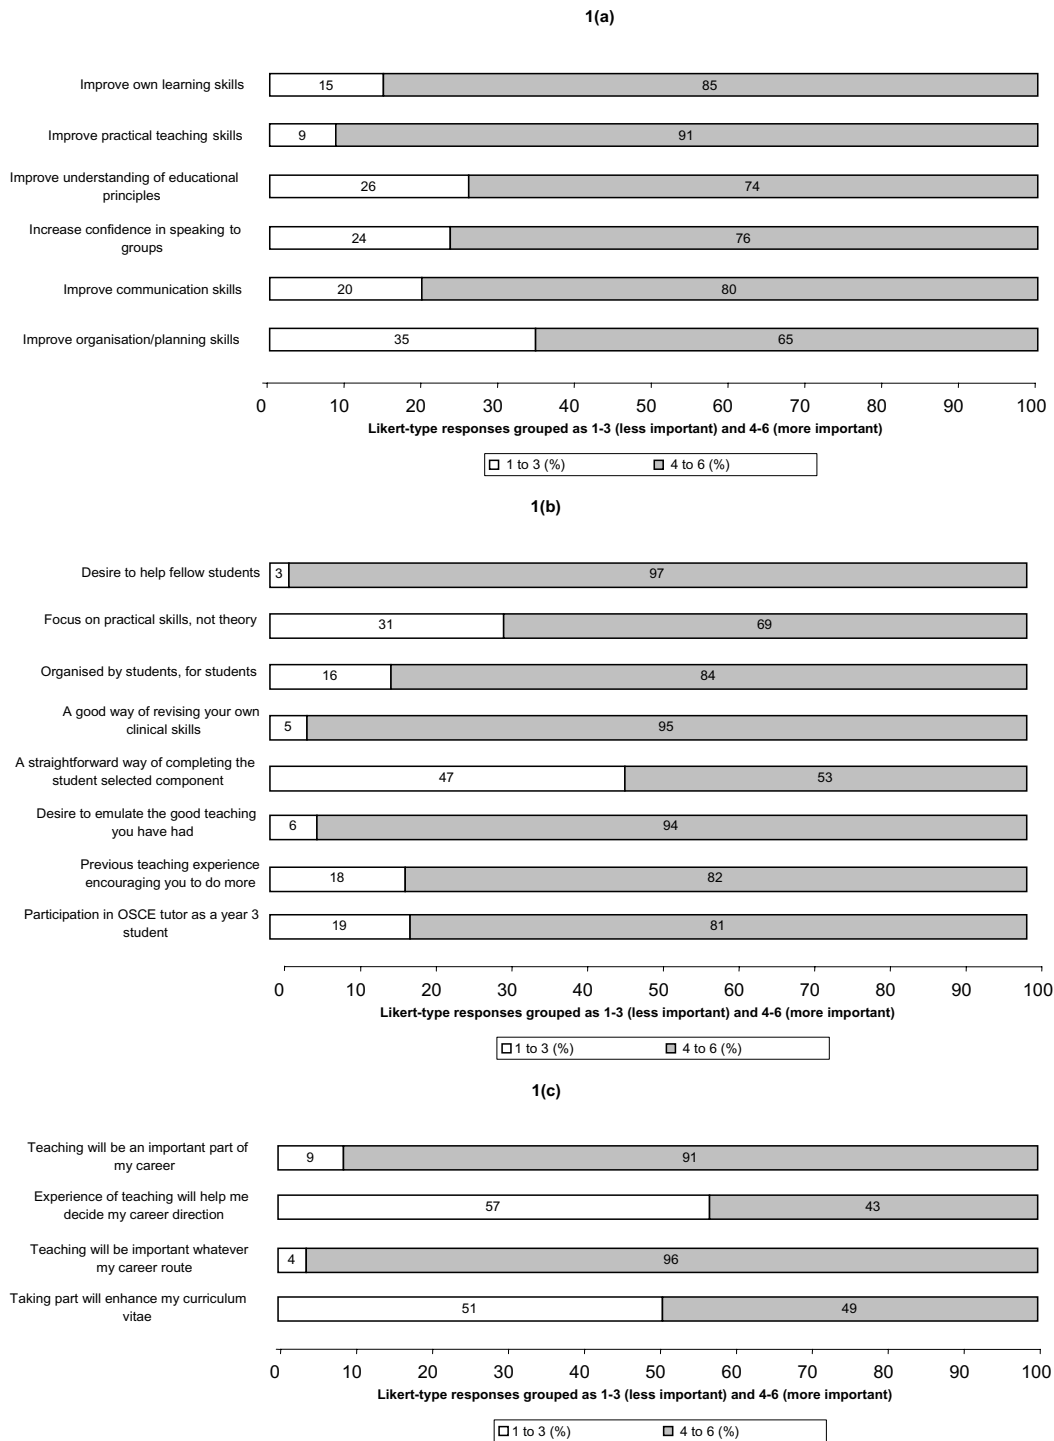 1(a)
Improve own learning skills
15
85
Improve practical teaching skills
9
91
Improve understanding of educational
principles
26
74
Increase confidence in speaking to
groups
24
76
Improve communication skills
20
80
Improve organisation/planning skills
35
65
0 10 20 30 40 50 60 70 80 90 100
Likert-type responses grouped as 1-3 (less important) and 4-6 (more important)
1 to 3 (%) 4 to 6 (%)
1(b)
Desire to help fellow students
3
97
Focus on practical skills, not theory
31
69
Organised by students, for students
16
84
A good way of revising your own
clinical skills
5
95
A straightforward way of completing the
student selected component
47
53
Desire to emulate the good teaching
you have had
6
94
Previous teaching experience
encouraging you to do more
18
82
Participation in OSCE tutor as a year 3
student
19
81
0 10 20 30 40 50 60 70 80 90 100
Likert-type responses grouped as 1-3 (less important) and 4-6 (more important)
1 to 3 (%) 4 to 6 (%)
1(c)
Teaching will be an important part of
my career
9
91
Experience of teaching will help me
decide my career direction
57
43
Teaching will be important whatever
my career route
4
96
Taking part will enhance my curriculum
vitae
51
49
0 10 20 30 40 50 60 70 80 90 100
Likert-type responses grouped as 1-3 (less important) and 4-6 (more important)
1 to 3 (%) 4 to 6 (%)